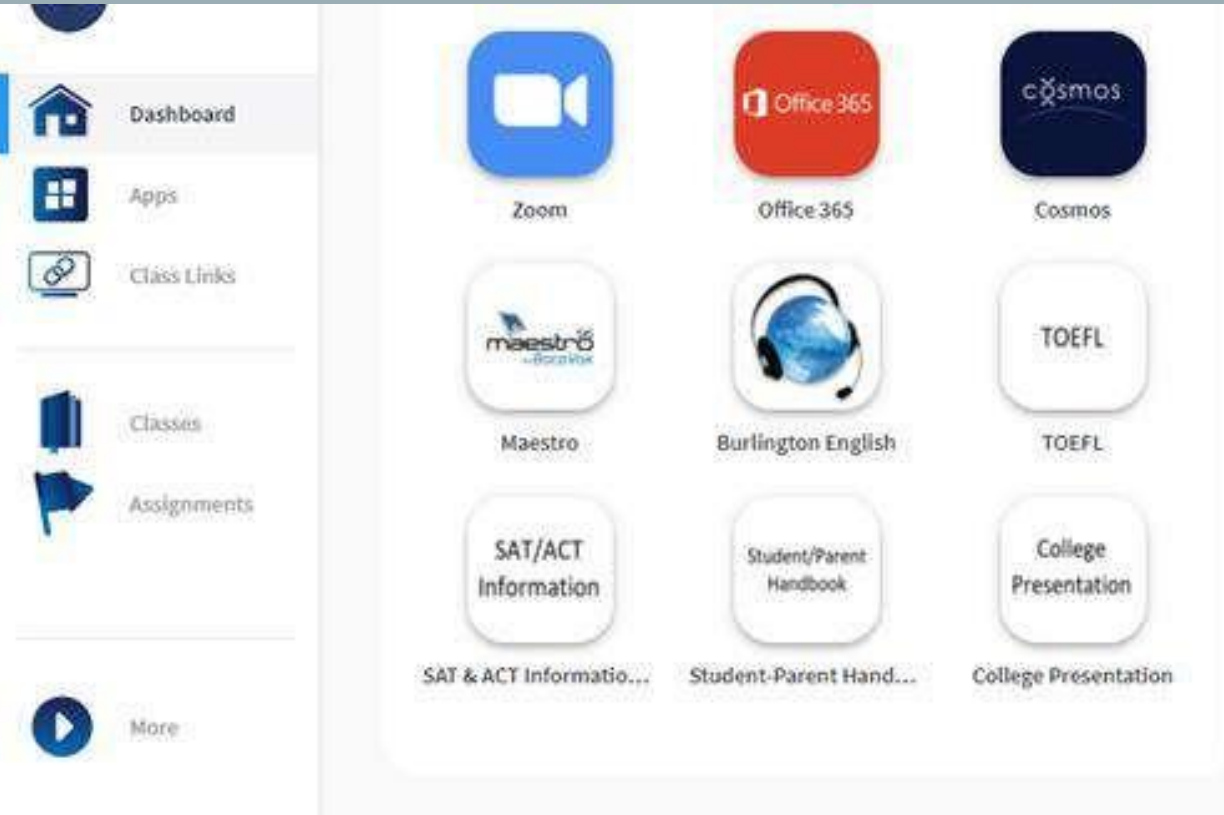 Dashboard
Apps
Class Links
Classes
Assignments
More
Office 365
cosmos
Zoom
Office 365
Cosmos
maestro
TOEFL
Maestro
Burlington English
TOEFL
SAT/ACT
Information
Student/Parent
Handbook
College
Presentation
SAT & ACT Informatio...
Student-Parent Hand...
College Presentation